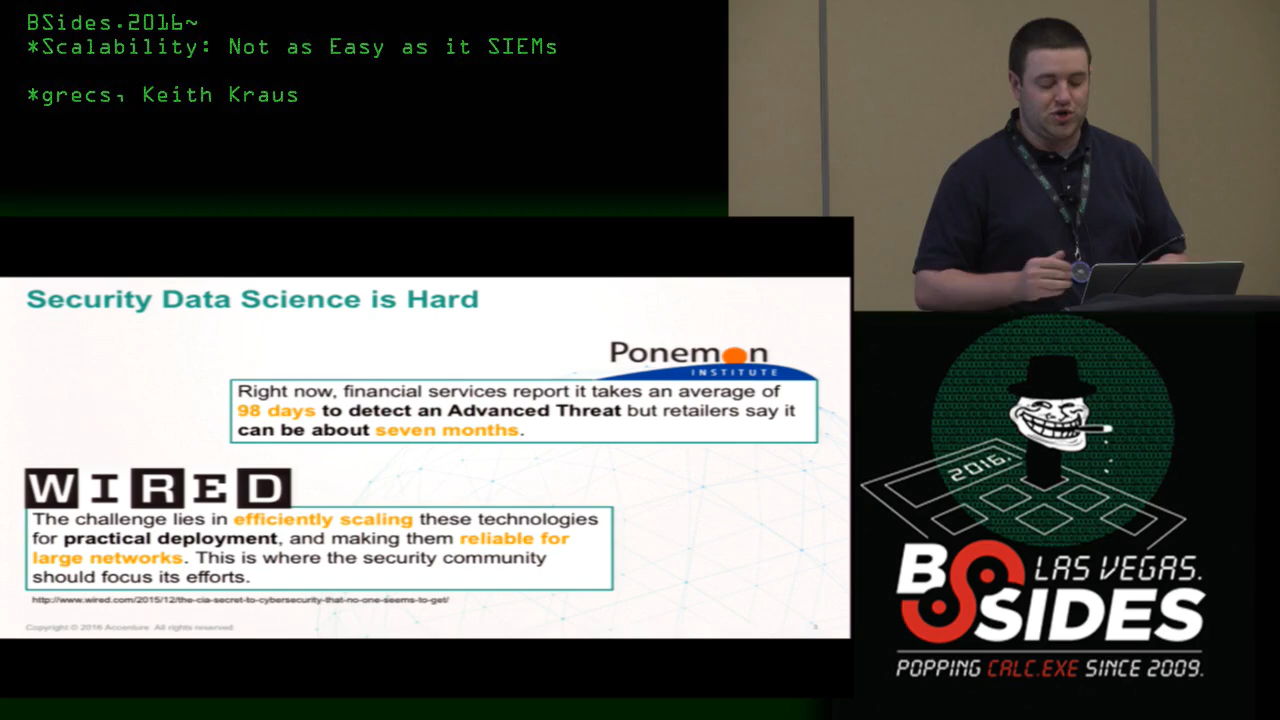 BSides.2016~
*Scalability: Not as Easy as it SIEMs
*grecs, Keith Kraus
Security Data Science is Hard
Ponemon
INSTITUTE
Right now, financial services report it takes an average of
98 days to detect an Advanced Threat but retailers say it
can be about seven months.
WIRED
The challenge lies in efficiently scaling these technologies
for practical deployment, and making them reliable for
large networks. This is where the security community
should focus its efforts.
http://www.wired.com/2015/12/the-cia-secret-to-cybersecurity-that-no-one-seems-to-get/
Copyright © 2016 Accenture All rights reserved.
3
2016.
BSIDES
LAS VEGAS.
POPPING CALC.EXE SINCE 2009.